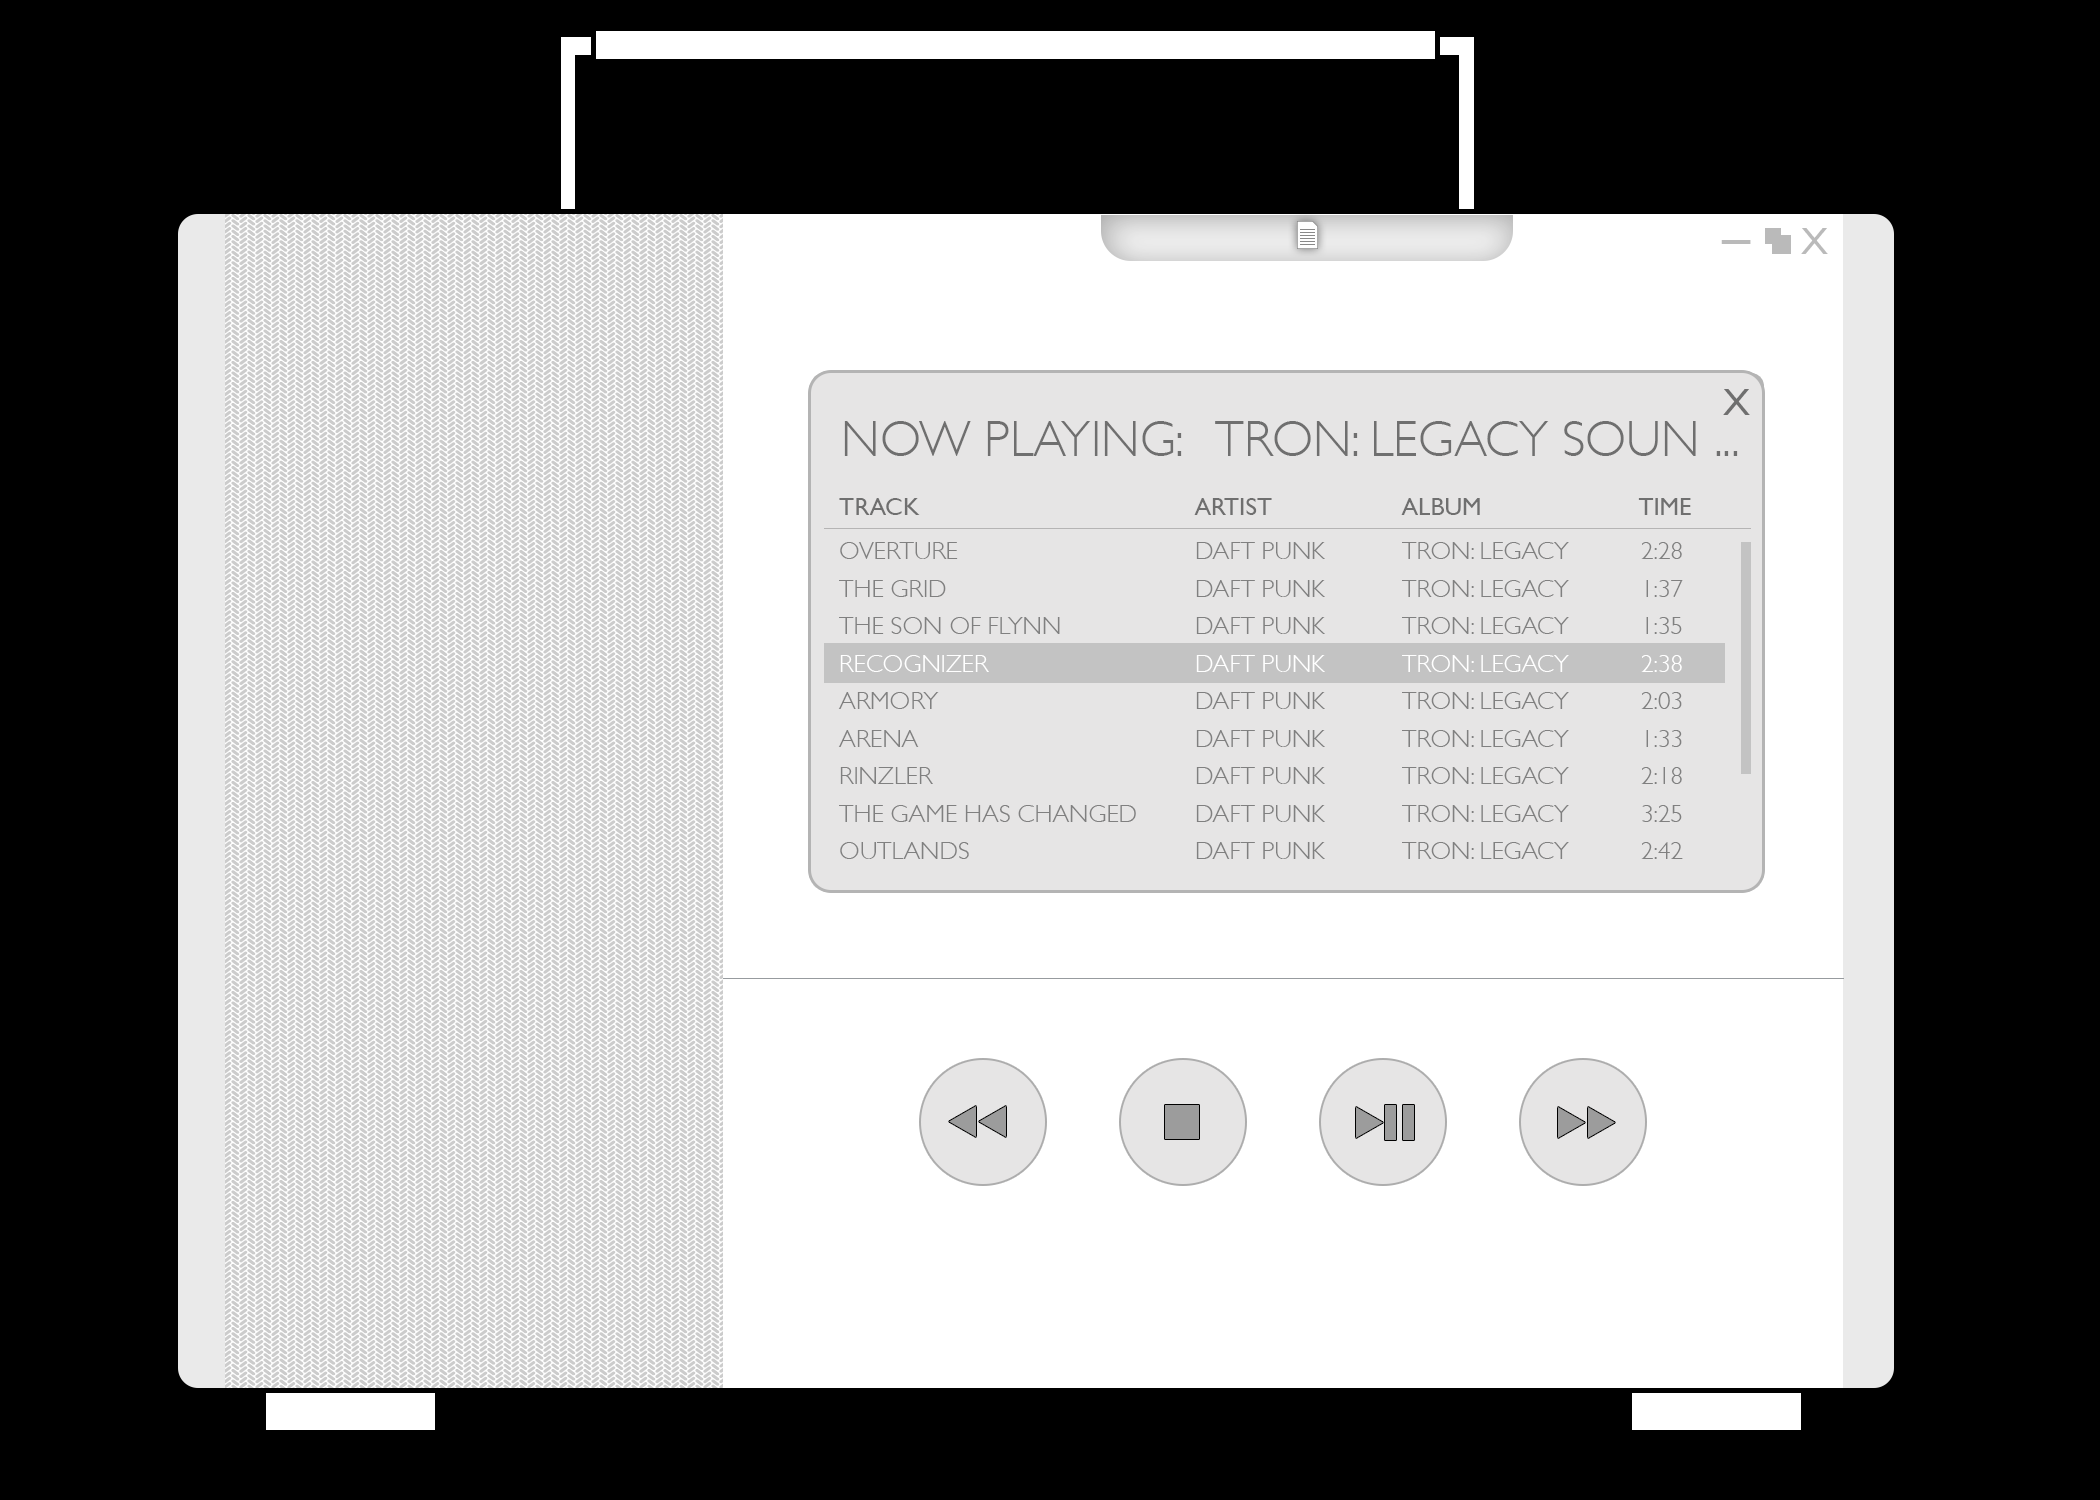 X
X
NOW PLAYING: TRON: LEGACY SOUN ...
TRACK ARTIST ALBUM TIME
OVERTURE DAFT PUNK TRON: LEGACY 2:28
THE GRID DAFT PUNK TRON: LEGACY 1:37
THE SON OF FLYNN DAFT PUNK TRON: LEGACY 1:35
RECOGNIZER DAFT PUNK TRON: LEGACY 2:38
ARMORY DAFT PUNK TRON: LEGACY 2:03
ARENA DAFT PUNK TRON: LEGACY 1:33
RINZLER DAFT PUNK TRON: LEGACY 2:18
THE GAME HAS CHANGED DAFT PUNK TRON: LEGACY 3:25
OUTLANDS DAFT PUNK TRON: LEGACY 2:42